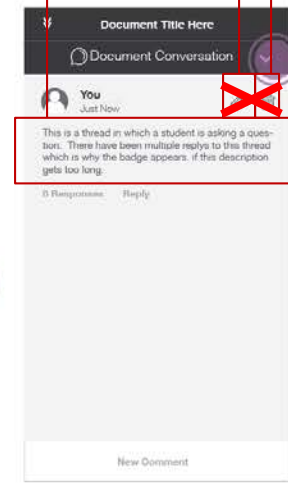 Document Title Here
Document Conversation
You
Just Now
This is a thread in which a student is asking a ques-
tion. There have been multiple replys to this thread
which is why the badge appears. if this description
gets too long.
0 Responses Reply
New Comment